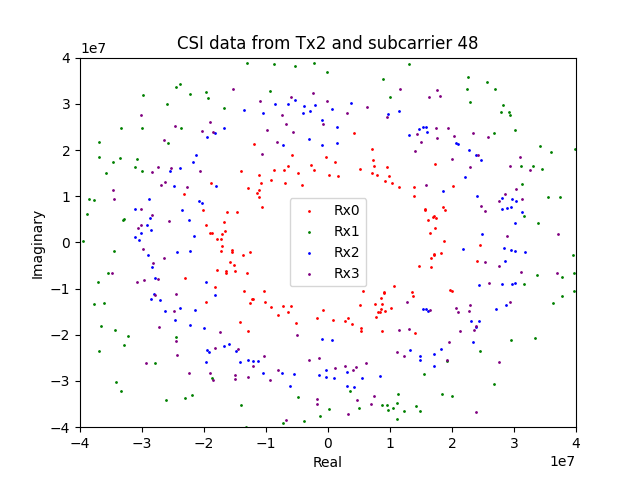 CSI data from Tx2 and subcarrier 48
1e7
4
3
2
1
0
−1
−2
−3
−4
Imaginary
Rx0
Rx1
Rx2
Rx3
−4 −3 −2 −1 0 1 2 3 4
Real
1e7